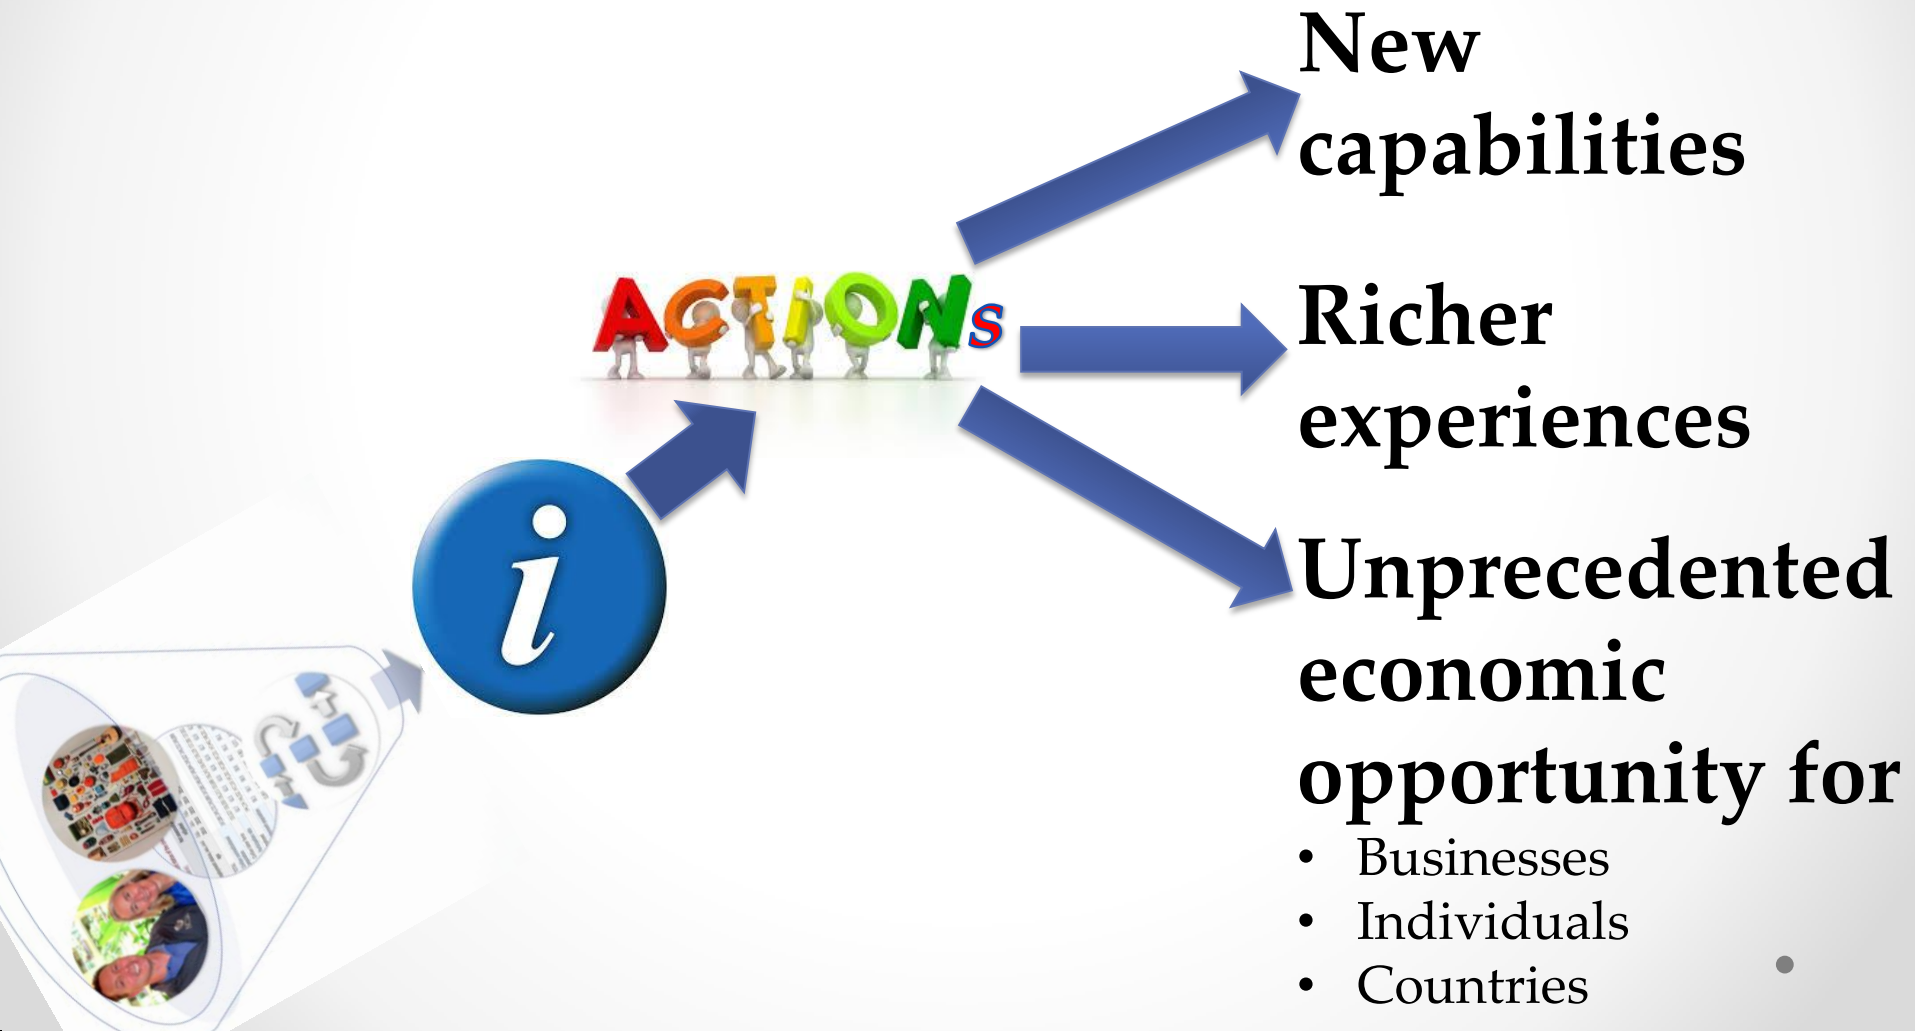 New
capabilities
ACTIONs
Richer
experiences
i
Unprecedented
economic
opportunity for
• Businesses
• Individuals
• Countries